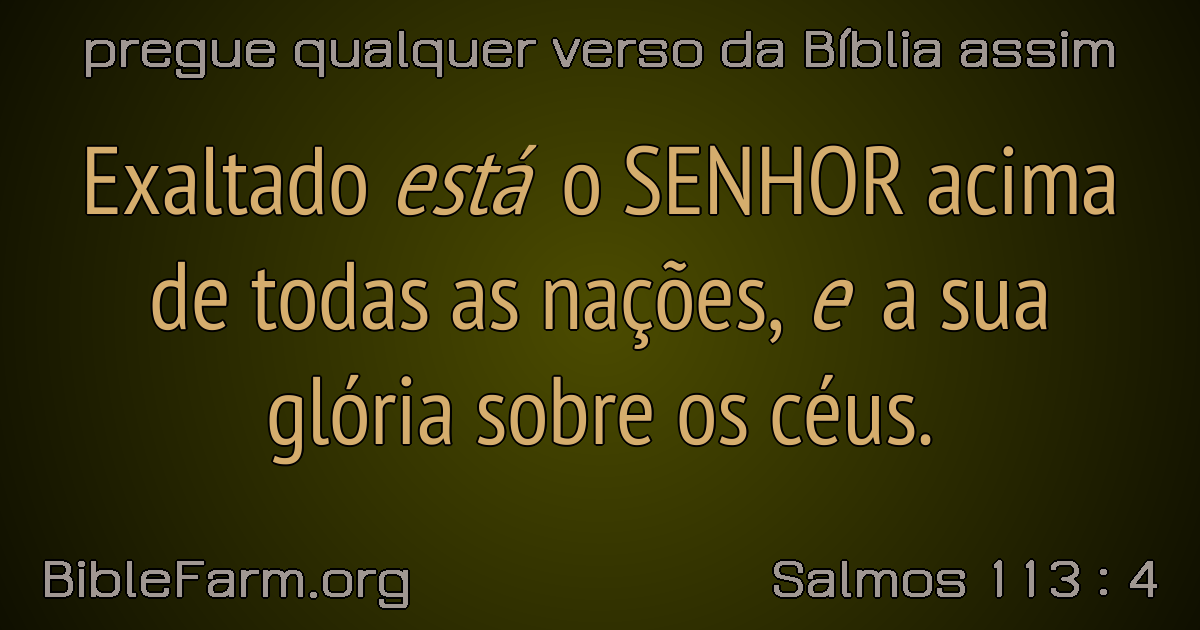 pregue qualquer verso da Bíblia assim
Exaltado está o SENHOR acima
de todas as nações, e a sua
glória sobre os céus.
BibleFarm.org
Salmos 113 : 4